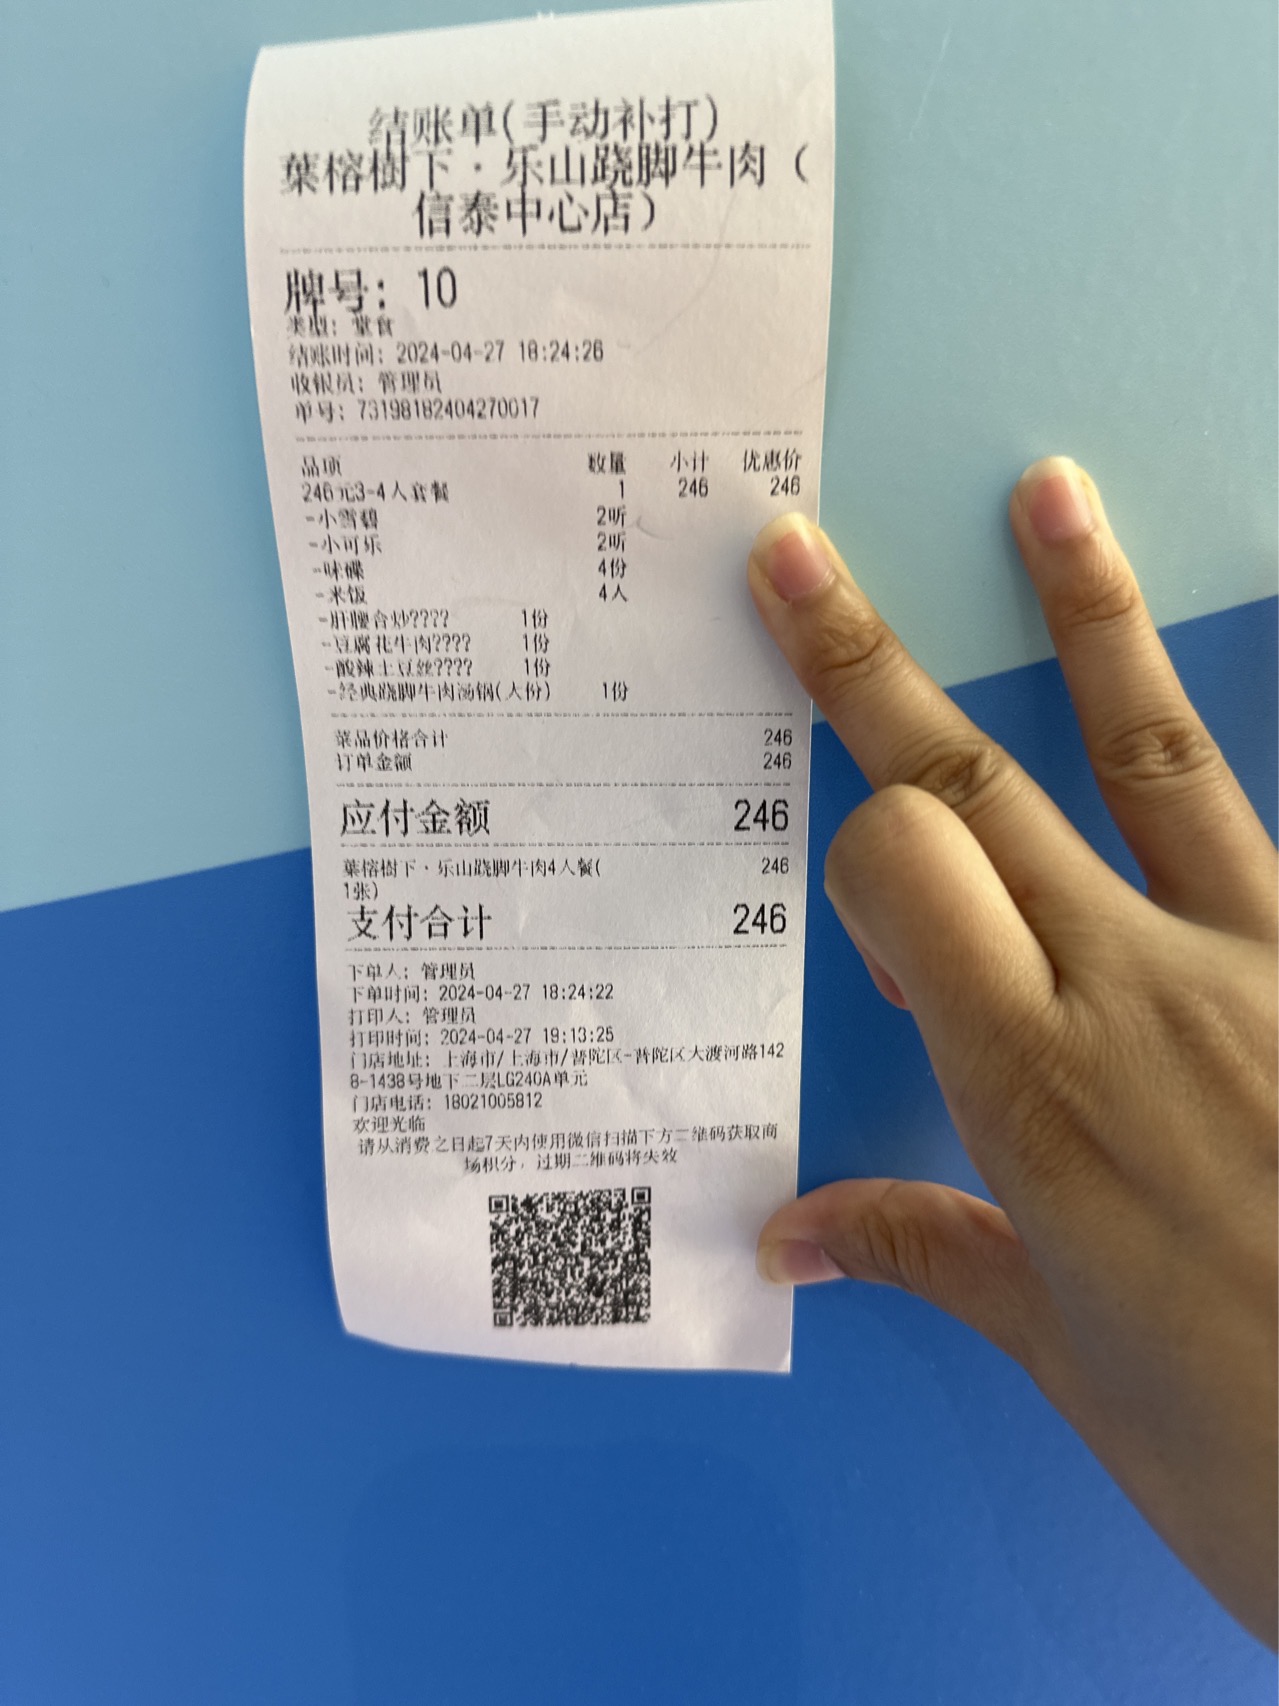 结账单(手动补打)
葉榕樹下·乐山跷脚牛肉（
信泰中心店）
牌号: 10
类型: 堂食
结账时间: 2024-04-27 18:24:26
收银员: 管理员
单号: 73198182404270017
品项 数量 小计 优惠价
246元3-4人套餐 1 246 246
-小雪碧 2听
-小可乐 2听
-味碟 4份
-米饭 4人
-肝腰合炒???? 1份
-豆腐花牛肉???? 1份
-酸辣土豆丝???? 1份
-经典跷脚牛肉汤锅(人份) 1份
菜品价格合计 246
订单金额 246
应付金额 246
葉榕樹下·乐山跷脚牛肉4人餐( 246
1张)
支付合计 246
下单人: 管理员
下单时间: 2024-04-27 18:24:22
打印人: 管理员
打印时间: 2024-04-27 19:13:25
门店地址: 上海市/上海市/普陀区-普陀区大渡河路142
8-1438号地下二层LG240A单元
门店电话: 18021005812
欢迎光临
请从消费之日起7天内使用微信扫描下方二维码获取商
场积分，过期二维码将失效